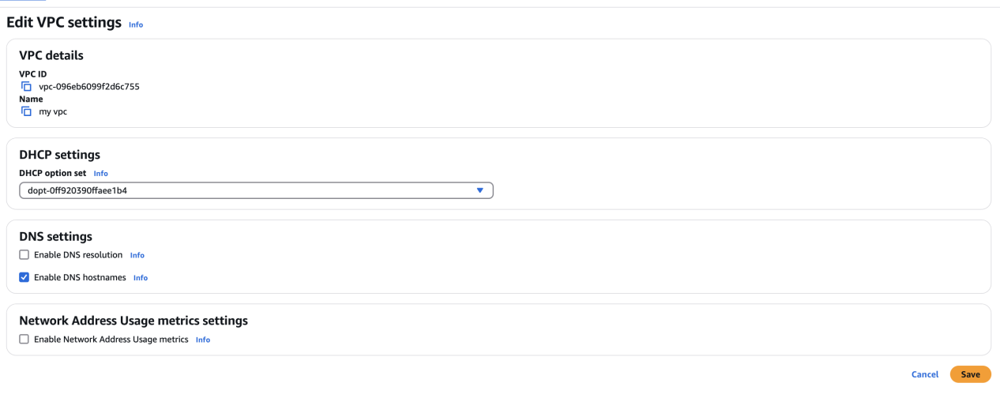 Edit VPC settings Info
VPC details
VPC ID
vpc-096eb6099f2d6c755
Name
my vpc
DHCP settings
DHCP option set Info
dopt-0ff920390ffaee1b4
DNS settings
Enable DNS resolution Info
Enable DNS hostnames Info
Network Address Usage metrics settings
Enable Network Address Usage metrics Info
Cancel Save